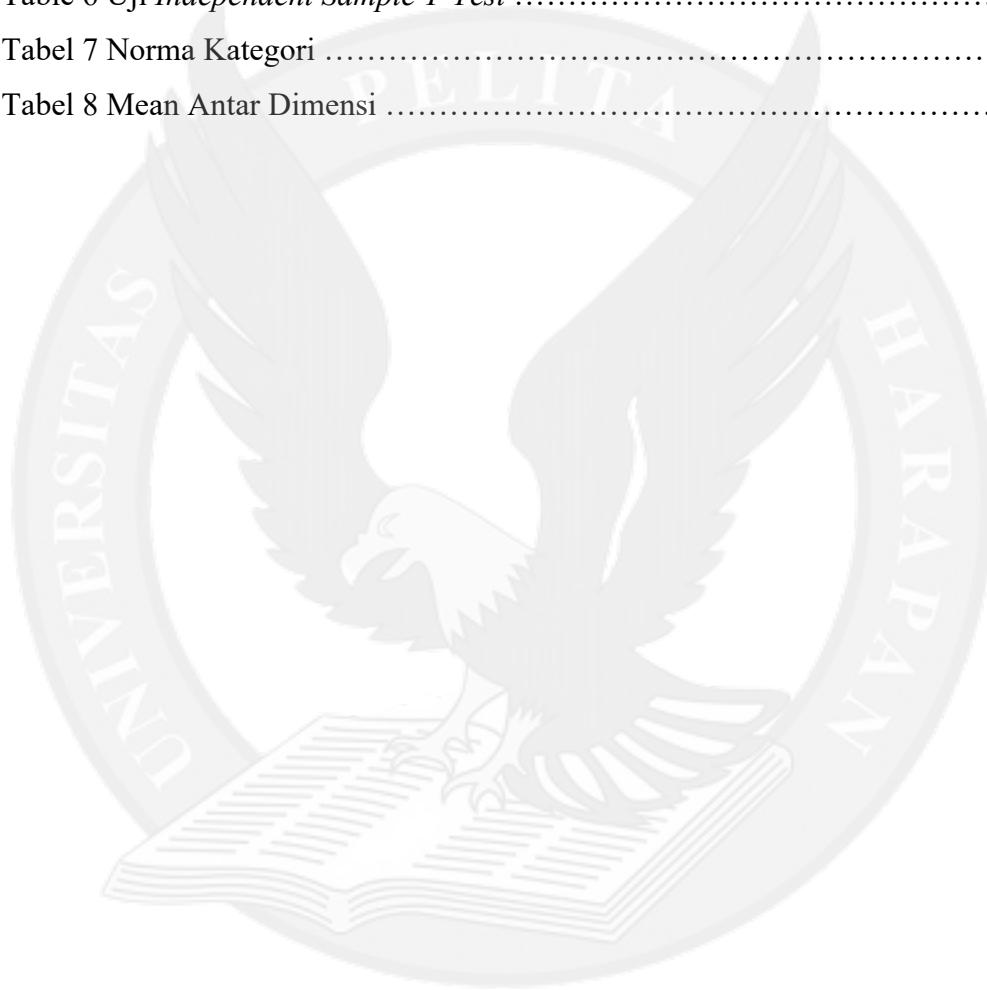 Table 6 Uji Independent Sample T-Test ……………………………………
Tabel 7 Norma Kategori ……………………………………………………
Tabel 8 Mean Antar Dimensi ………………………………………………
UNIVERSITAS PELITA HARAPAN